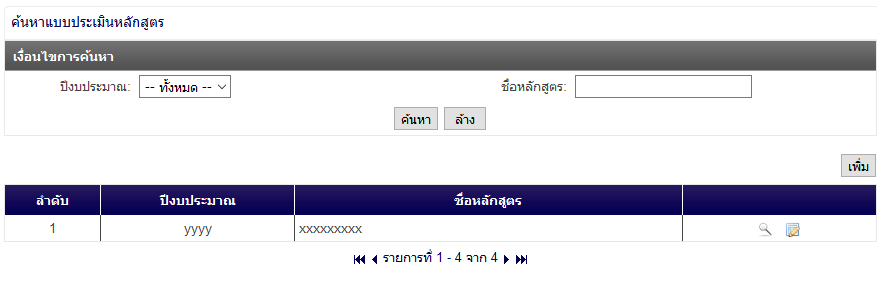 ค้นหาแบบประเมินหลักสูตร
เงื่อนไขการค้นหา
ปีงบประมาณ: -- ทั้งหมด -- ชื่อหลักสูตร:
ค้นหา ล้าง
เพิ่ม
ลำดับ ปีงบประมาณ ชื่อหลักสูตร
1 yyyy xxxxxxxxx
รายการที่ 1 - 4 จาก 4